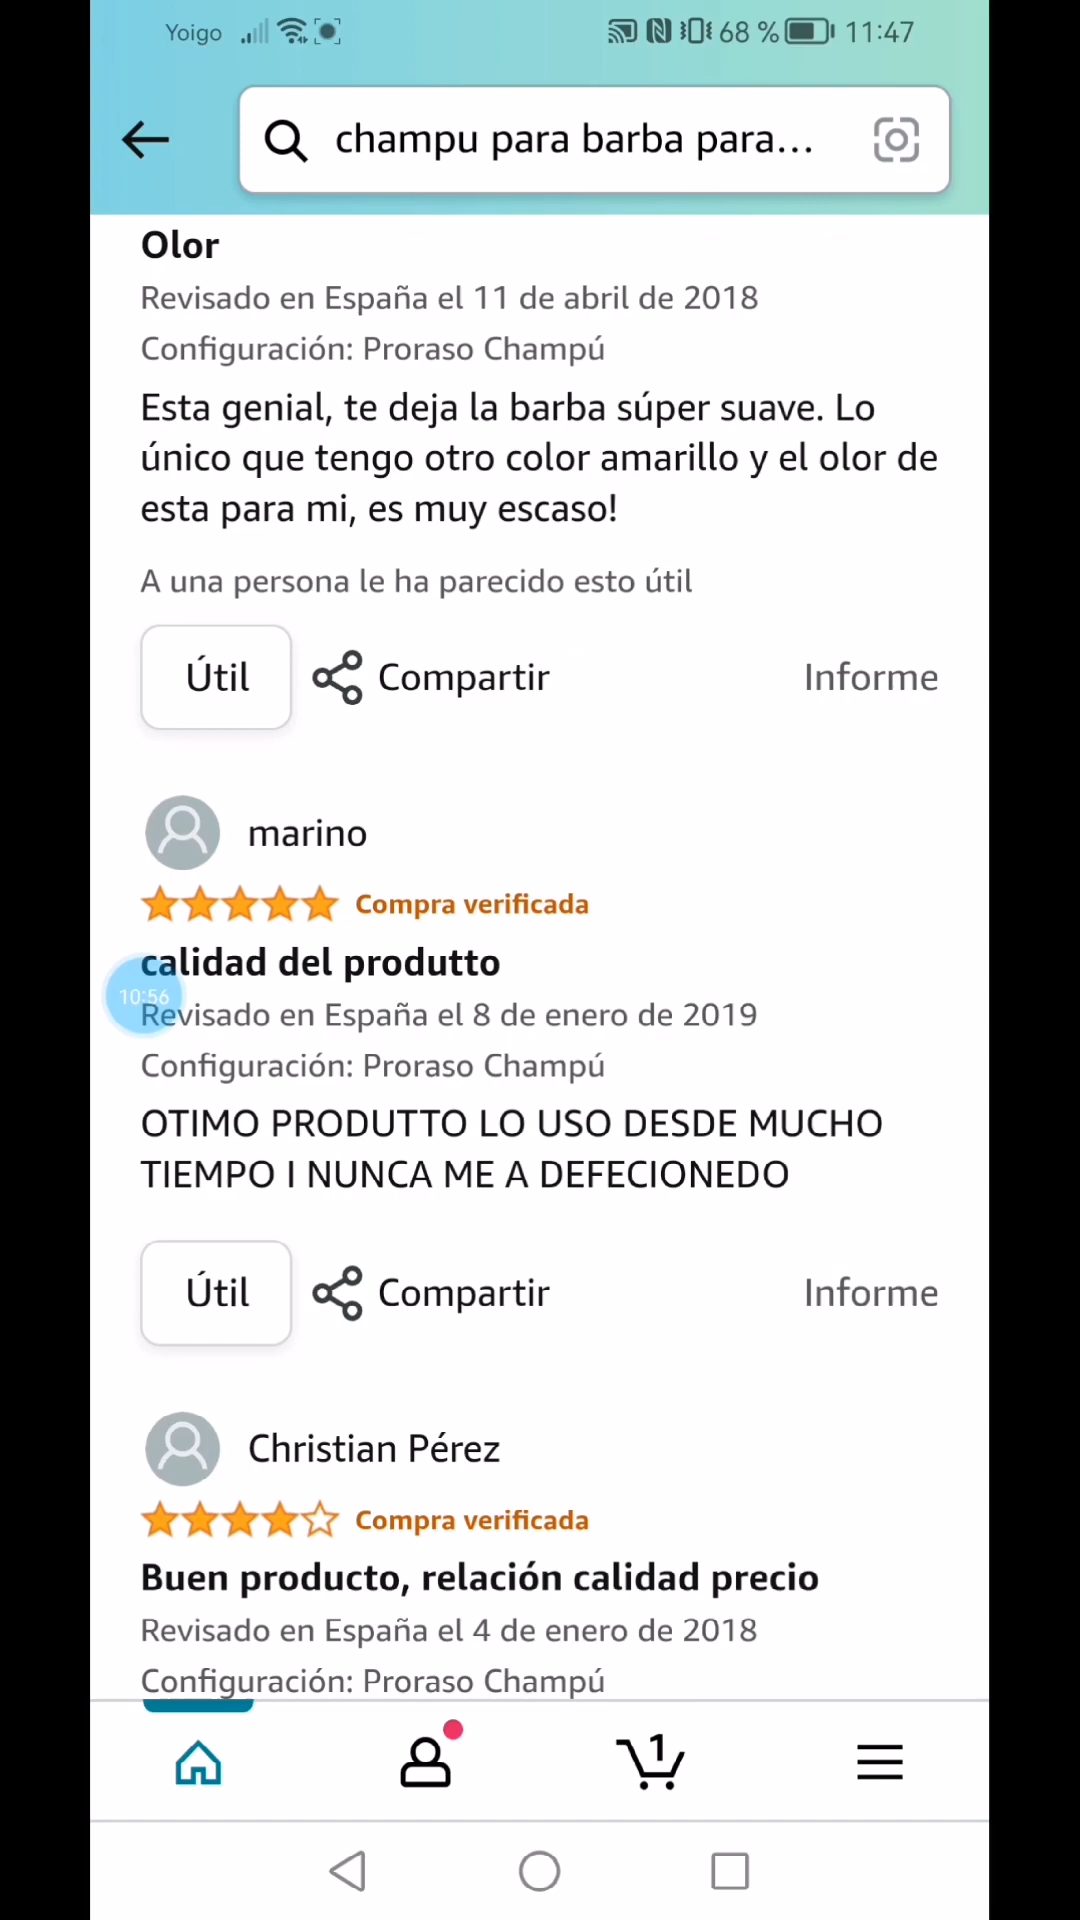 Yoigo 68 % 11:47
champu para barba para...
Olor
Revisado en España el 11 de abril de 2018
Configuración: Proraso Champú
Esta genial, te deja la barba súper suave. Lo
único que tengo otro color amarillo y el olor de
esta para mi, es muy escaso!
A una persona le ha parecido esto útil
Útil Compartir Informe
marino
Compra verificada
calidad del produtto
10:56
Revisado en España el 8 de enero de 2019
Configuración: Proraso Champú
OTIMO PRODUTTO LO USO DESDE MUCHO
TIEMPO I NUNCA ME A DEFECIONEDO
Útil Compartir Informe
Christian Pérez
Compra verificada
Buen producto, relación calidad precio
Revisado en España el 4 de enero de 2018
Configuración: Proraso Champú
1